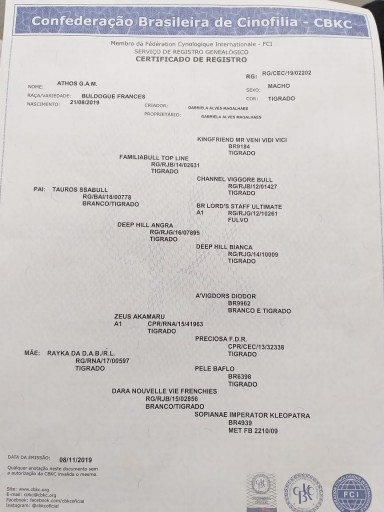 Confederação Brasileira de Cinofilia - CBKC
Membro da Fédération Cynologique Internationale - FCI
SERVIÇO DE REGISTRO GENEALÓGICO
CERTIFICADO DE REGISTRO
RG: RG/CEC/19/02202
NOME: ATHOS G.A.M. SEXO: MACHO
RAÇA/VARIEDADE: BULDOGUE FRANCES COR: TIGRADO
NASCIMENTO: 21/08/2019 CRIADOR: GABRIELA ALVES MAGALHAES
PROPRIETÁRIO: GABRIELA ALVES MAGALHAES
KINGFRIEND MR VENI VIDI VICI
BR9184
TIGRADO
FAMILIABULL TOP LINE
RG/RJB/14/02631
TIGRADO
CHANNEL VIGGORE BULL
RG/RJB/12/01427
TIGRADO
PAI: TAUROS SSABULL
RG/BAI/18/00778
BRANCO/TIGRADO
BR LORD'S STAFF ULTIMATE
A1 RG/RJG/12/10261
FULVO
DEEP HILL ANGRA
RG/RJG/16/07895
TIGRADO
DEEP HILL BIANCA
RG/RJG/14/10009
TIGRADO
A'VIGDORS DIODOR
BR9962
BRANCO E TIGRADO
ZEUS AKAMARU
A1 CPR/RNA/15/41963
TIGRADO
PRECIOSA F.D.R.
CPR/CEC/13/32338
TIGRADO
MÃE: RAYKA DA D.A.B./R.L.
RG/RNA/17/00597
TIGRADO
PELE BAFLO
BR6398
TIGRADO
DARA NOUVELLE VIE FRENCHIES
RG/RJB/15/02856
BRANCO/TIGRADO
SOPIANAE IMPERATOR KLEOPATRA
BR4939
MET FB 2210/09
DATA DA EMISSÃO: 08/11/2019
Qualquer anotação neste documento sem
a autorização da CBKC invalida o mesmo.
Site: www.cbkc.org
E-mail: cbkc@cbkc.org
Facebook: facebook.com/cbkcoficial
Instagram: @cbkcoficial
CBKC
FCI